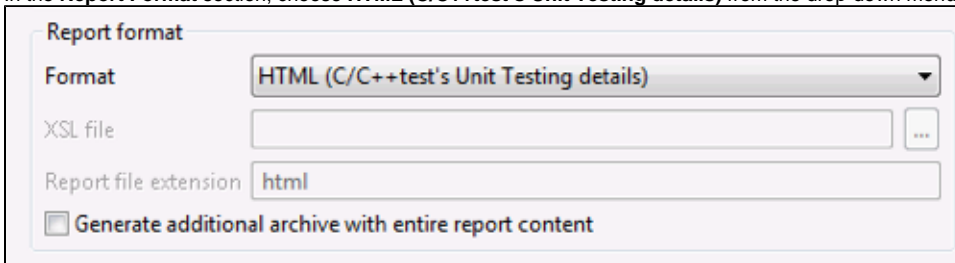 In the Report Format section, choose HTML (C/C++test's Unit Testing details) from the drop-down menu
Report format
Format HTML (C/C++test's Unit Testing details)
XSL file ...
Report file extension html
Generate additional archive with entire report content